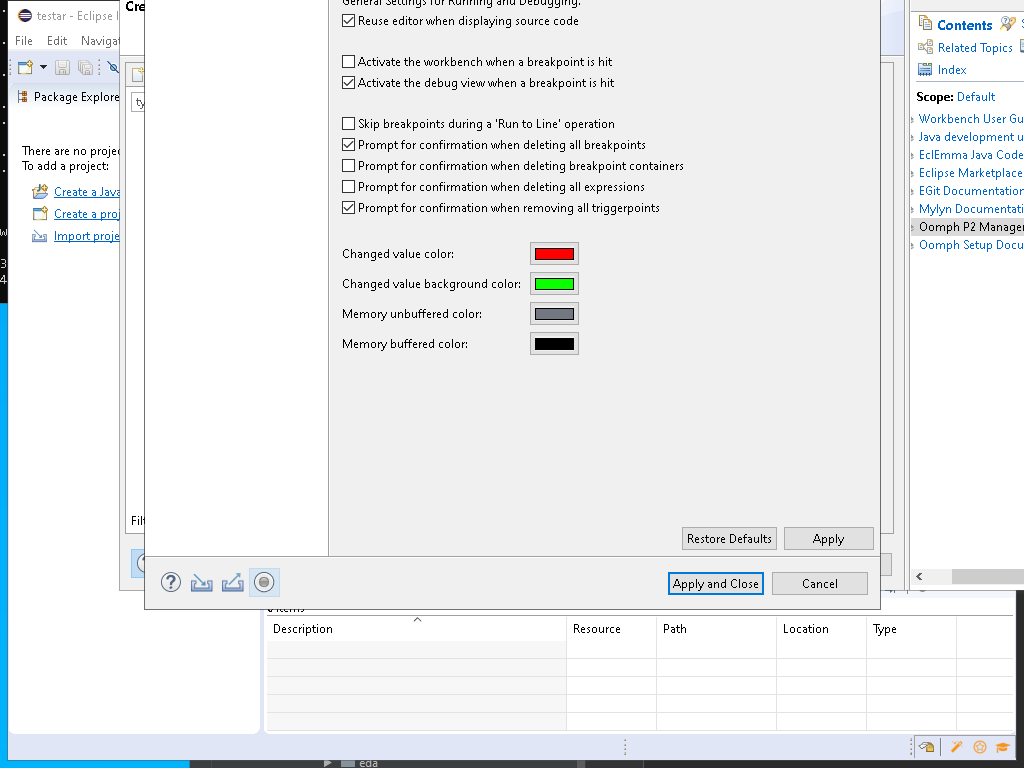 testar - Eclipse I
File Edit Navigat
Package Explore
There are no projec
To add a project:
Create a Java
Create a proj
Import proje
Cre
ty
Filt
General Settings for Running and Debugging.
Reuse editor when displaying source code
Activate the workbench when a breakpoint is hit
Activate the debug view when a breakpoint is hit
Skip breakpoints during a 'Run to Line' operation
Prompt for confirmation when deleting all breakpoints
Prompt for confirmation when deleting breakpoint containers
Prompt for confirmation when deleting all expressions
Prompt for confirmation when removing all triggerpoints
Changed value color:
Changed value background color:
Memory unbuffered color:
Memory buffered color:
Restore Defaults Apply
Apply and Close Cancel
Contents
Related Topics
Index
Scope: Default
Workbench User Gu
Java development u
EclEmma Java Code
Eclipse Marketplace
EGit Documentation
Mylyn Documentati
Oomph P2 Manager
Oomph Setup Docu
items
Description Resource Path Location Type
eda